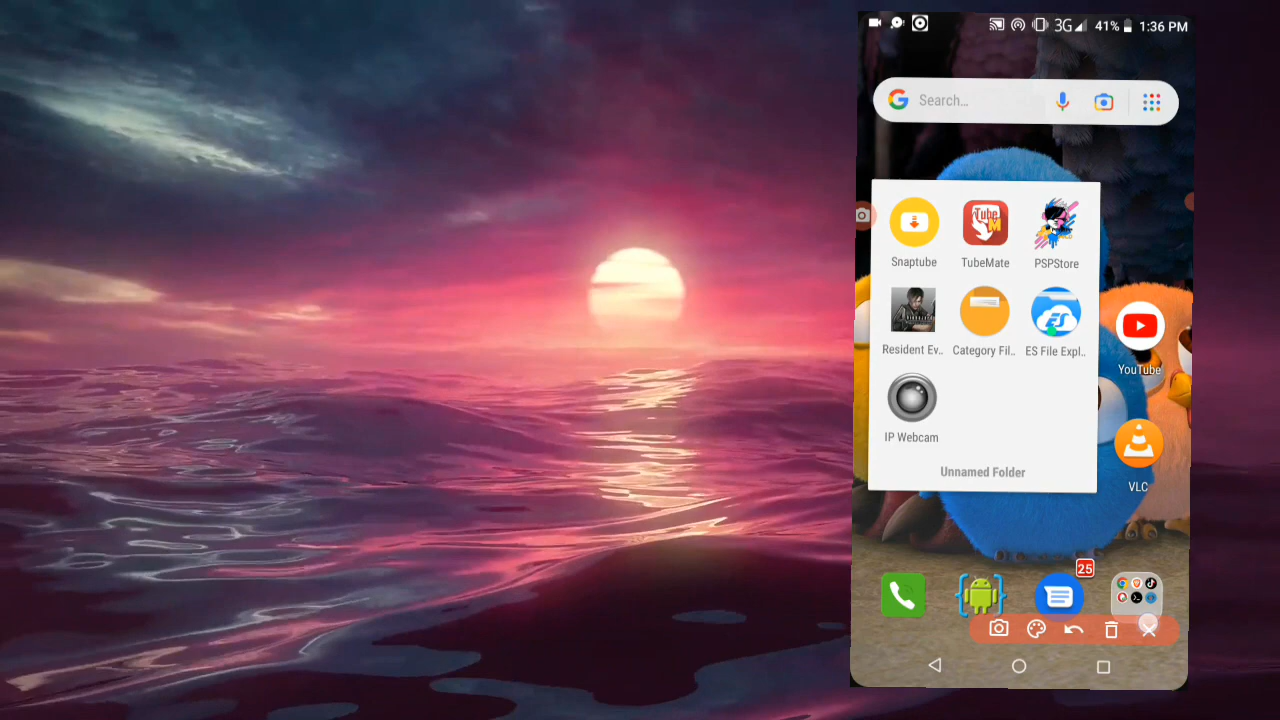 3G 41% 1:36 PM
Search...
Snaptube TubeMate PSPStore
Resident Ev.. Category Fil.. ES File Expl..
YouTube
IP Webcam
Unnamed Folder
VLC
25